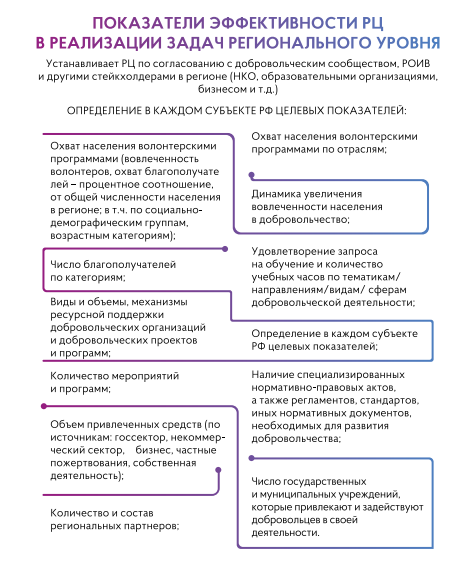 ПОКАЗАТЕЛИ ЭФФЕКТИВНОСТИ РЦ
В РЕАЛИЗАЦИИ ЗАДАЧ РЕГИОНАЛЬНОГО УРОВНЯ
Устанавливает РЦ по согласованию с добровольческим сообществом, РОИВ
и другими стейкхолдерами в регионе (НКО, образовательными организациями,
бизнесом и т.д.)
ОПРЕДЕЛЕНИЕ В КАЖДОМ СУБЪЕКТЕ РФ ЦЕЛЕВЫХ ПОКАЗАТЕЛЕЙ:
Охват населения волонтерскими
программами (вовлеченность
волонтеров, охват благополучате
лей – процентное соотношение,
от общей численности населения
в регионе; в т.ч. по социально-
демографическим группам,
возрастным категориям);
Число благополучателей
по категориям;
Виды и объемы, механизмы
ресурсной поддержки
добровольческих организаций
и добровольческих проектов
и программ;
Количество мероприятий
и программ;
Объем привлеченных средств (по
источникам: госсектор, некоммер-
ческий сектор, бизнес, частные
пожертвования, собственная
деятельность);
Количество и состав
региональных партнеров;
Охват населения волонтерскими
программами по отраслям;
Динамика увеличения
вовлеченности населения
в добровольчество;
Удовлетворение запроса
на обучение и количество
учебных часов по тематикам/
направлениям/видам/ сферам
добровольческой деятельности;
Определение в каждом субъекте
РФ целевых показателей;
Наличие специализированных
нормативно-правовых актов,
а также регламентов, стандартов,
иных нормативных документов,
необходимых для развития
добровольчества;
Число государственных
и муниципальных учреждений,
которые привлекают и задействуют
добровольцев в своей
деятельности.